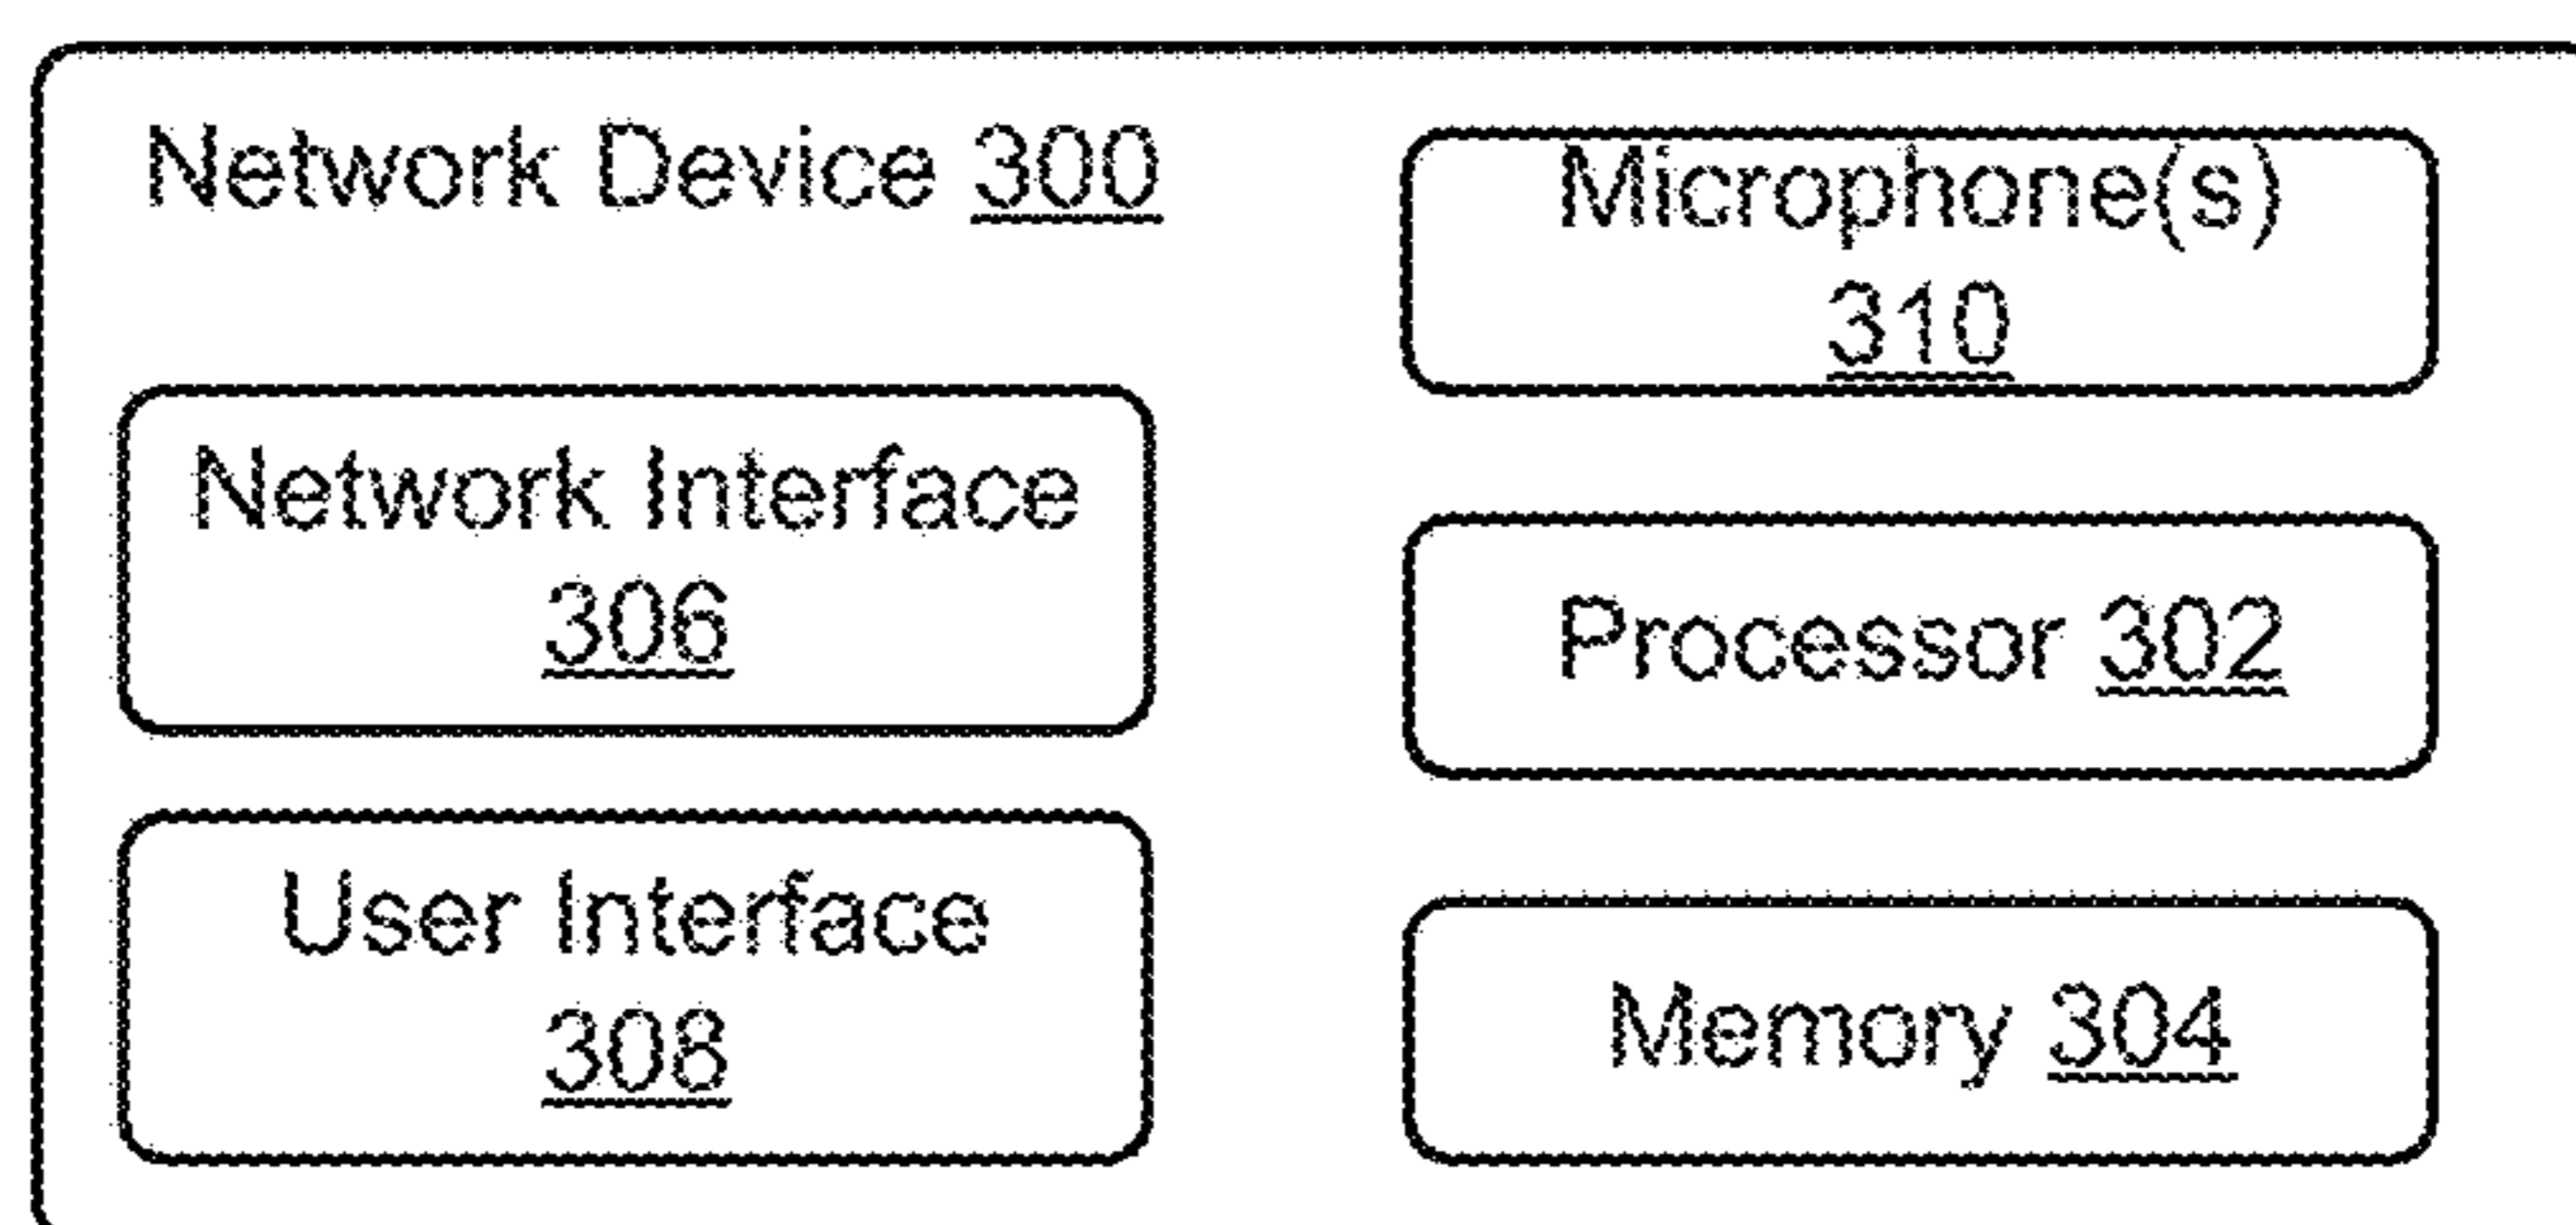 Network Device 300
Network Interface
306
User Interface
308
Microphone(s)
310
Processor 302
Memory 304